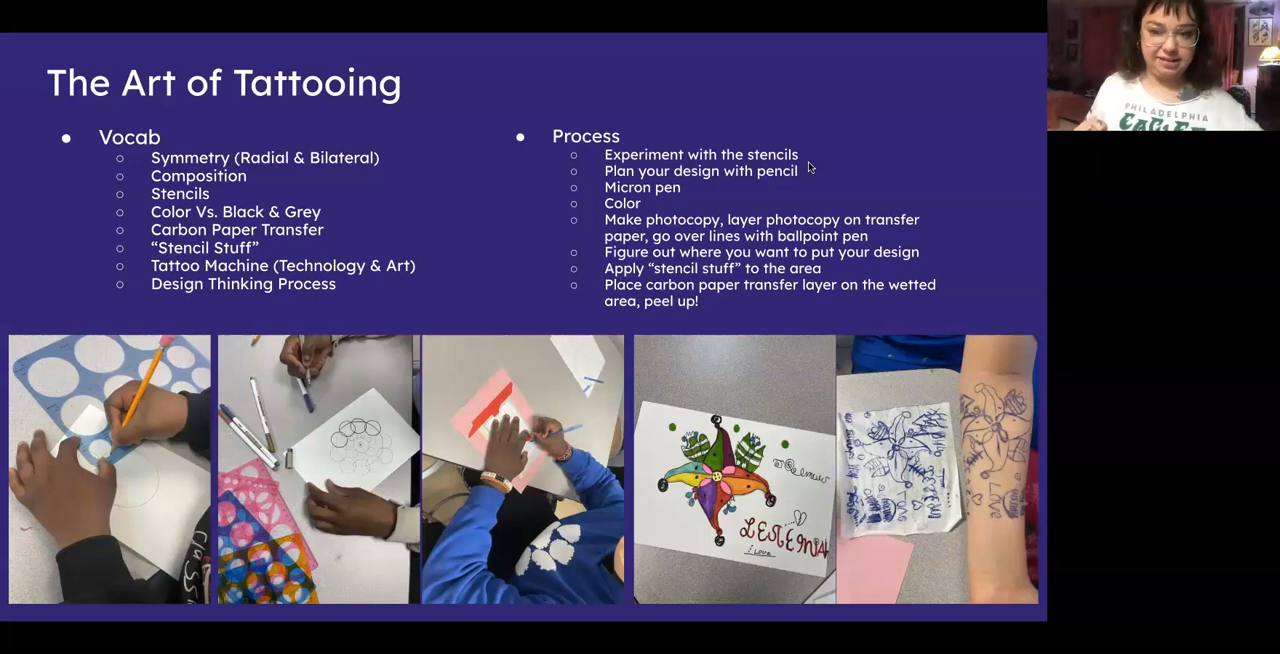 The Art of Tattooing
● Vocab
○ Symmetry (Radial & Bilateral)
○ Composition
○ Stencils
○ Color Vs. Black & Grey
○ Carbon Paper Transfer
○ “Stencil Stuff”
○ Tattoo Machine (Technology & Art)
○ Design Thinking Process
● Process
○ Experiment with the stencils
○ Plan your design with pencil
○ Micron pen
○ Color
○ Make photocopy, layer photocopy on transfer
paper, go over lines with ballpoint pen
○ Figure out where you want to put your design
○ Apply “stencil stuff” to the area
○ Place carbon paper transfer layer on the wetted
area, peel up!
PHILADELPHIA
I LOVE
LOVE